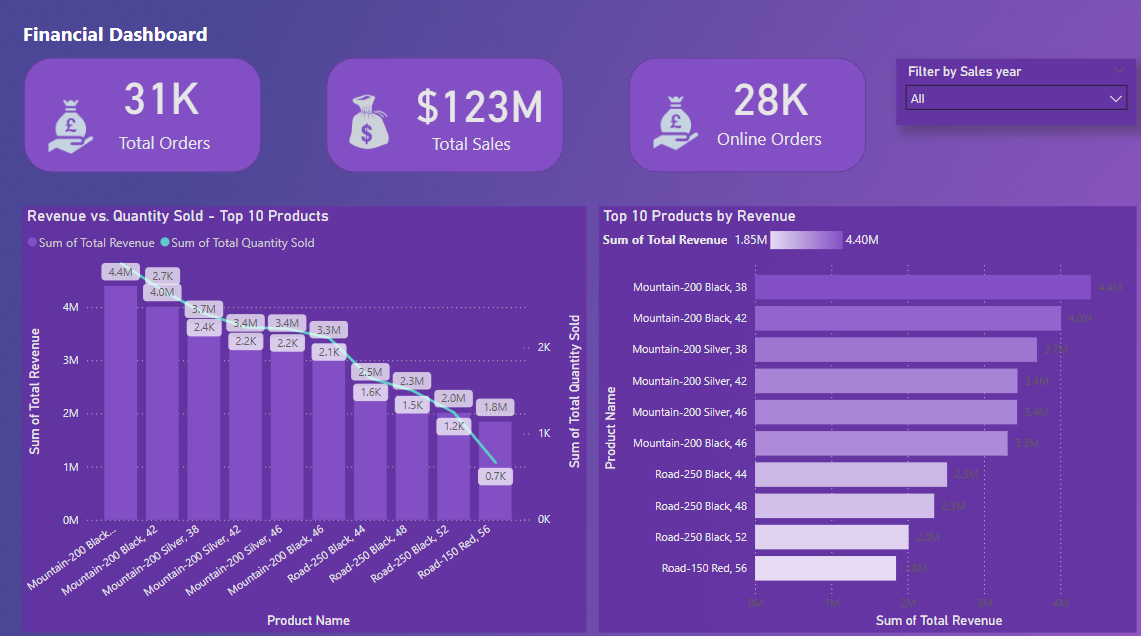 Financial Dashboard
31K
Total Orders
£
$123M
Total Sales
$
28K
Online Orders
£
Filter by Sales year
All
Revenue vs. Quantity Sold - Top 10 Products
Sum of Total Revenue Sum of Total Quantity Sold
4.4M
2.7K
4.0M
3.7M
2.4K
3.4M
2.2K
3.4M
2.2K
3.3M
2.1K
2.5M
1.6K
2.3M
1.5K
2.0M
1.2K
1.8M
0.7K
4M
3M
2M
1M
0M
2K
1K
0K
Sum of Total Revenue
Sum of Total Quantity Sold
Mountain-200 Black...
Mountain-200 Black, 42
Mountain-200 Silver, 38
Mountain-200 Silver, 42
Mountain-200 Silver, 46
Mountain-200 Black, 46
Road-250 Black, 44
Road-250 Black, 48
Road-250 Black, 52
Road-150 Red, 56
Product Name
Top 10 Products by Revenue
Sum of Total Revenue 1.85M 4.40M
Product Name
Mountain-200 Black, 38 4.4M
Mountain-200 Black, 42 4.0M
Mountain-200 Silver, 38 3.7M
Mountain-200 Silver, 42 3.4M
Mountain-200 Silver, 46 3.4M
Mountain-200 Black, 46 3.3M
Road-250 Black, 44 2.5M
Road-250 Black, 48 2.3M
Road-250 Black, 52 2.0M
Road-150 Red, 56 1.8M
0M 1M 2M 3M 4M
Sum of Total Revenue